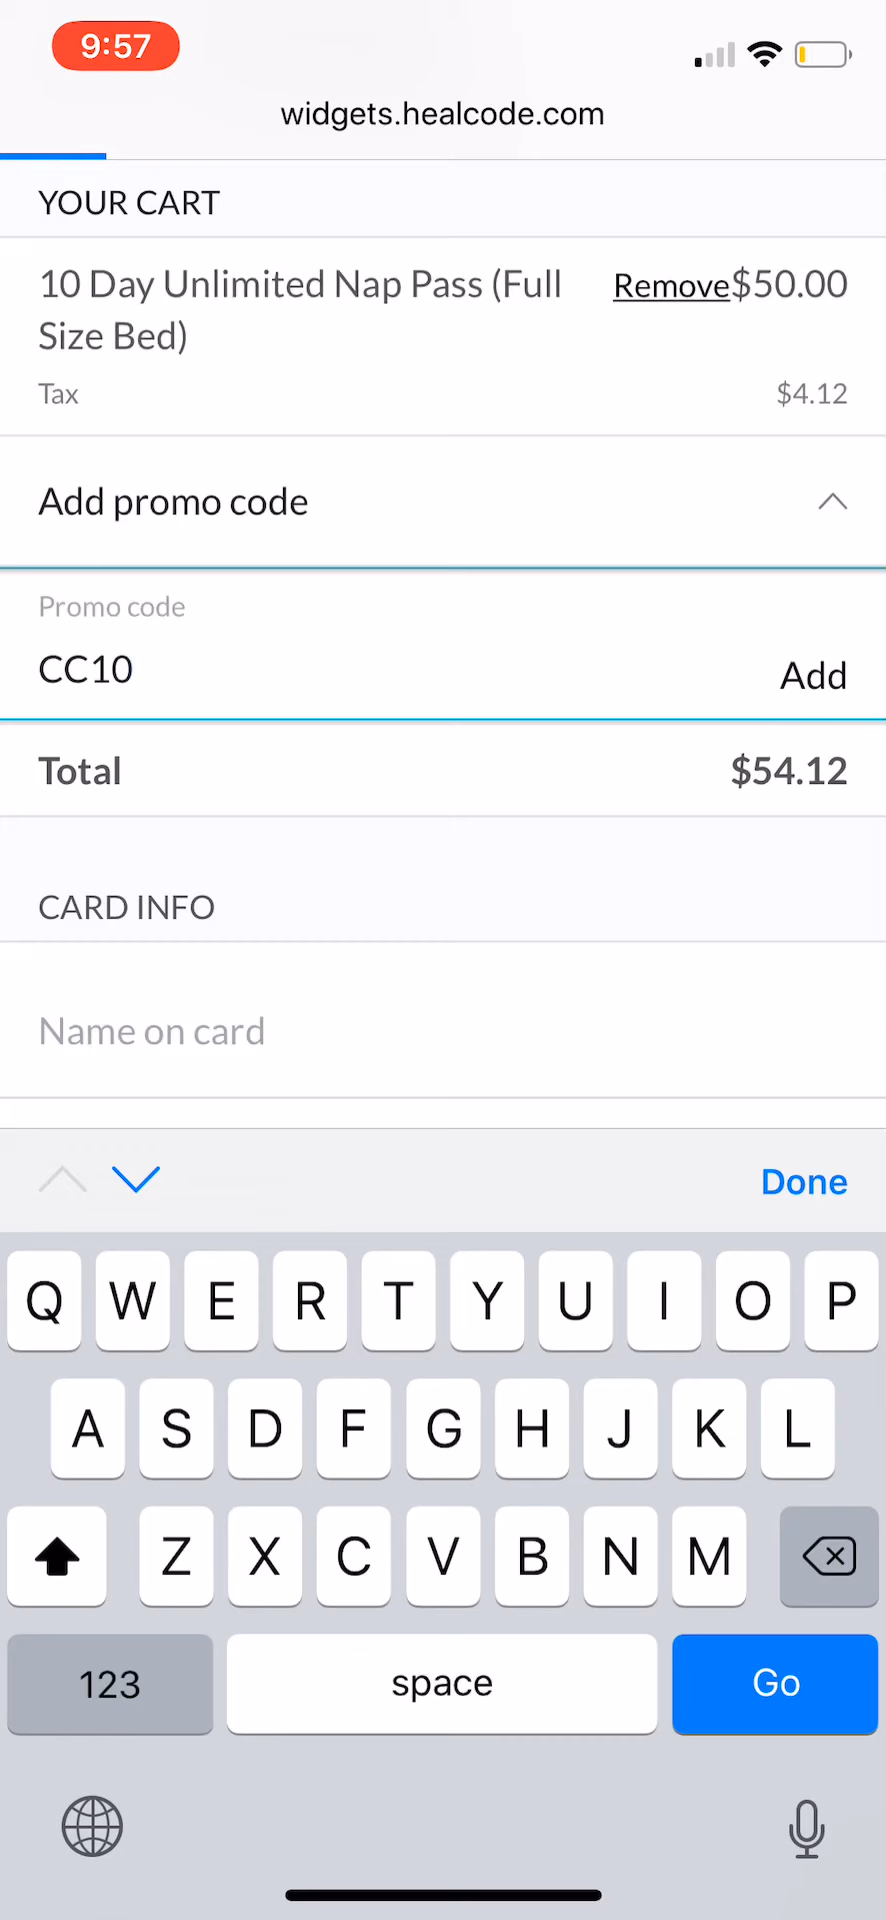 9:57
widgets.healcode.com
YOUR CART
10 Day Unlimited Nap Pass (Full Remove$50.00
Size Bed)
Tax $4.12
Add promo code
Promo code
CC10 Add
Total $54.12
CARD INFO
Name on card
Done
Q W E R T Y U I O P
A S D F G H J K L
Z X C V B N M
123 space Go